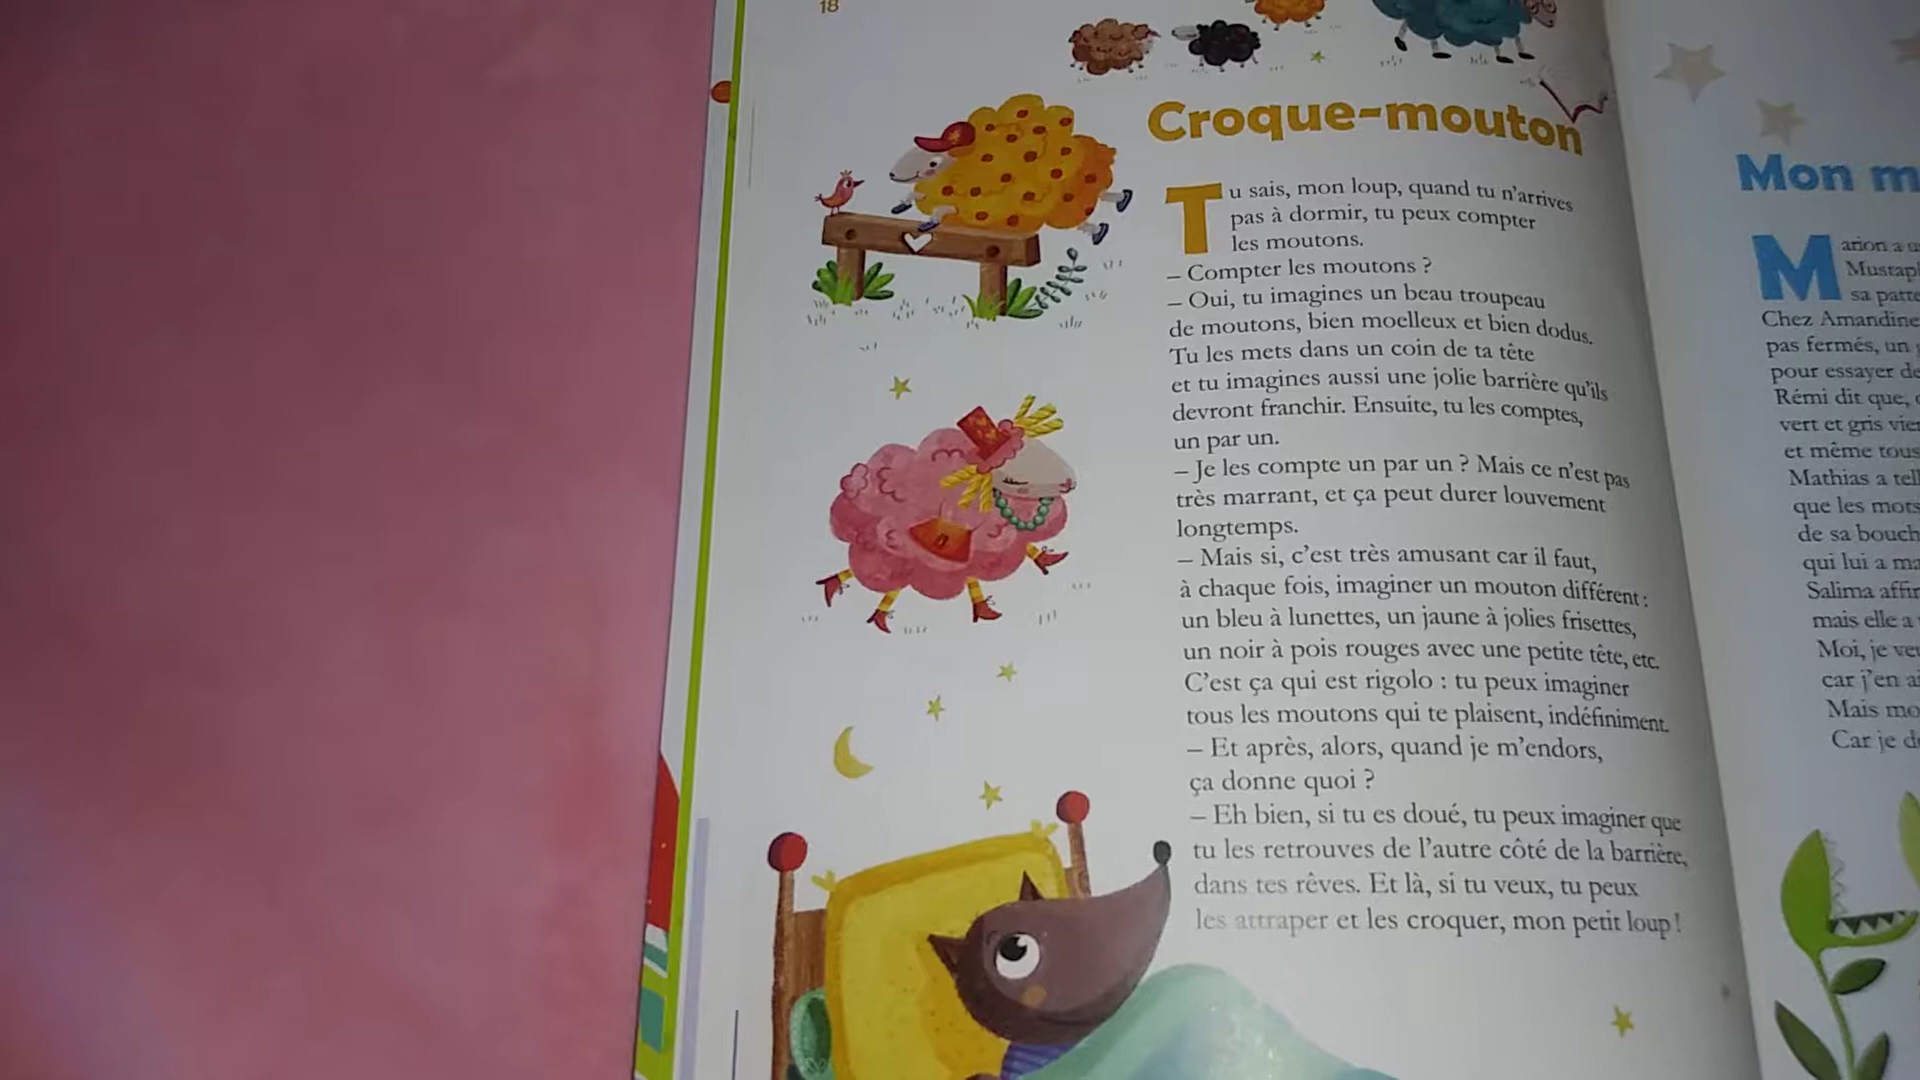 18
Croque-mouton
Tu sais, mon loup, quand tu n'arrives
pas à dormir, tu peux compter
les moutons.
– Compter les moutons ?
– Oui, tu imagines un beau troupeau
de moutons, bien moelleux et bien dodus.
Tu les mets dans un coin de ta tête
et tu imagines aussi une jolie barrière qu'ils
devront franchir. Ensuite, tu les comptes,
un par un.
– Je les compte un par un ? Mais ce n'est pas
très marrant, et ça peut durer louvement
longtemps.
– Mais si, c'est très amusant car il faut,
à chaque fois, imaginer un mouton différent :
un bleu à lunettes, un jaune à jolies frisettes,
un noir à pois rouges avec une petite tête, etc.
C'est ça qui est rigolo : tu peux imaginer
tous les moutons qui te plaisent, indéfiniment.
– Et après, alors, quand je m'endors,
ça donne quoi ?
– Eh bien, si tu es doué, tu peux imaginer que
tu les retrouves de l'autre côté de la barrière,
dans tes rêves. Et là, si tu veux, tu peux
les attraper et les croquer, mon petit loup !
Mon
Marion a
sa patte
Chez Amandine
pas fermés, un
pour essayer de
Rémi dit que,
vert et gris
et même tous
Mathias a
que les mots
de sa
qui lui a
Salima
mais elle a
Moi, je
car j'en
Mais
Car je